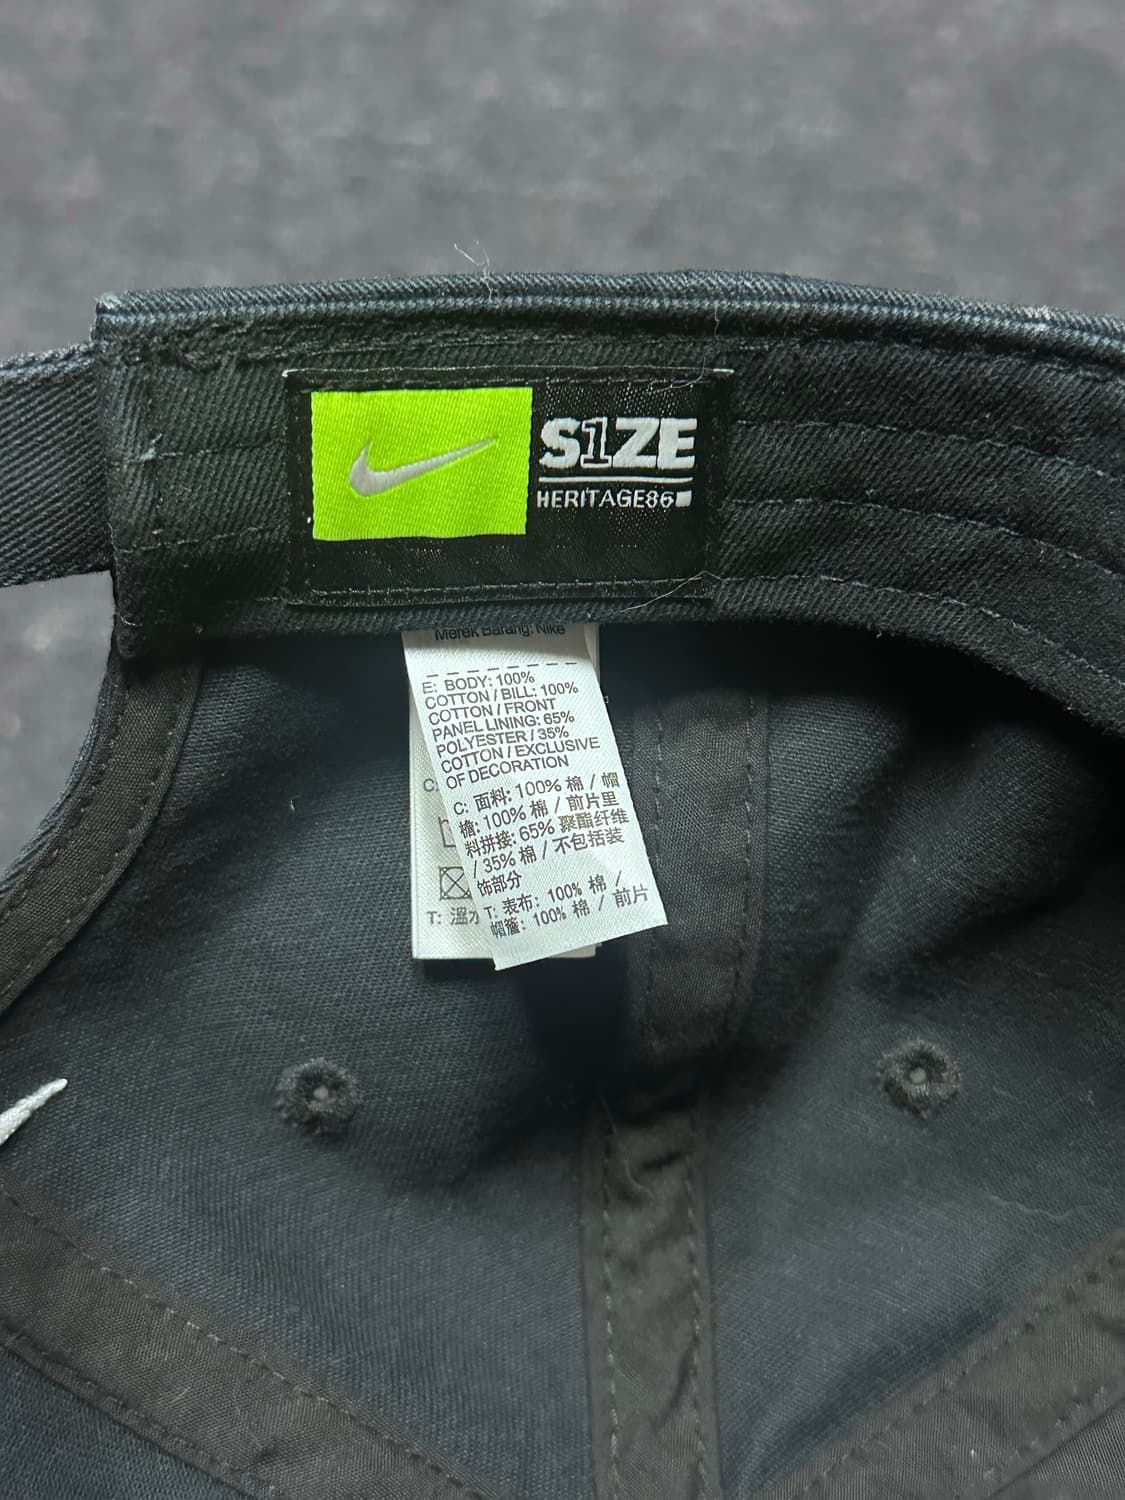 S1ZE
HERITAGE86
Merek Barang: Nike
E: BODY: 100%
COTTON / BILL: 100%
COTTON / FRONT
PANEL LINING: 65%
POLYESTER / 35%
COTTON / EXCLUSIVE
OF DECORATION
C: 面料: 100% 棉 / 帽
檐: 100% 棉 / 前片里
料拼接: 65% 聚酯纤维
/ 35% 棉 / 不包括装
饰部分
T: 表布: 100% 棉 /
帽簷: 100% 棉 / 前片
C:
T: 溫水